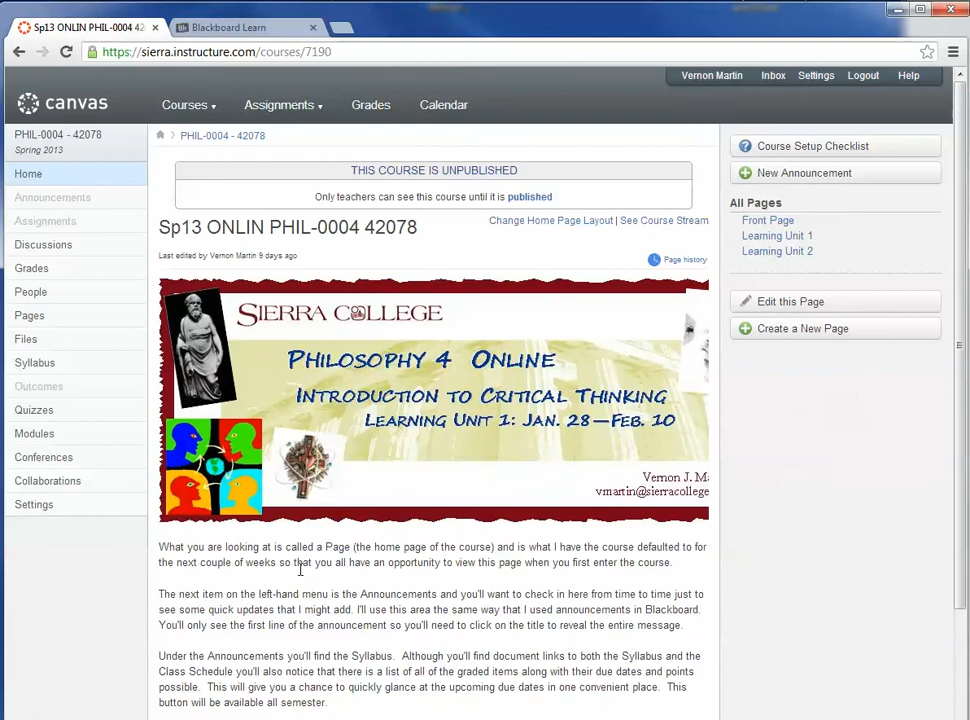 Sp13 ONLIN PHIL-0004 42
Blackboard Learn
https://sierra.instructure.com/courses/7190
Vernon Martin Inbox Settings Logout Help
canvas
Courses Assignments Grades Calendar
PHIL-0004 - 42078
Spring 2013
Home
Announcements
Assignments
Discussions
Grades
People
Pages
Files
Syllabus
Outcomes
Quizzes
Modules
Conferences
Collaborations
Settings
PHIL-0004 - 42078
THIS COURSE IS UNPUBLISHED
Only teachers can see this course until it is published
Sp13 ONLIN PHIL-0004 42078
Change Home Page Layout | See Course Stream
Last edited by Vernon Martin 9 days ago
Page history
SIERRA COLLEGE
PHILOSOPHY 4 ONLINE
INTRODUCTION TO CRITICAL THINKING
LEARNING UNIT 1: JAN. 28—FEB. 10
Vernon J. Ma
vmartin@sierracollege
What you are looking at is called a Page (the home page of the course) and is what I have the course defaulted to for
the next couple of weeks so that you all have an opportunity to view this page when you first enter the course.
The next item on the left-hand menu is the Announcements and you'll want to check in here from time to time just to
see some quick updates that I might add. I'll use this area the same way that I used announcements in Blackboard.
You'll only see the first line of the announcement so you'll need to click on the title to reveal the entire message.
Under the Announcements you'll find the Syllabus. Although you'll find document links to both the Syllabus and the
Class Schedule you'll also notice that there is a list of all of the graded items along with their due dates and points
possible. This will give you a chance to quickly glance at the upcoming due dates in one convenient place. This
button will be available all semester.
Course Setup Checklist
New Announcement
All Pages
Front Page
Learning Unit 1
Learning Unit 2
Edit this Page
Create a New Page